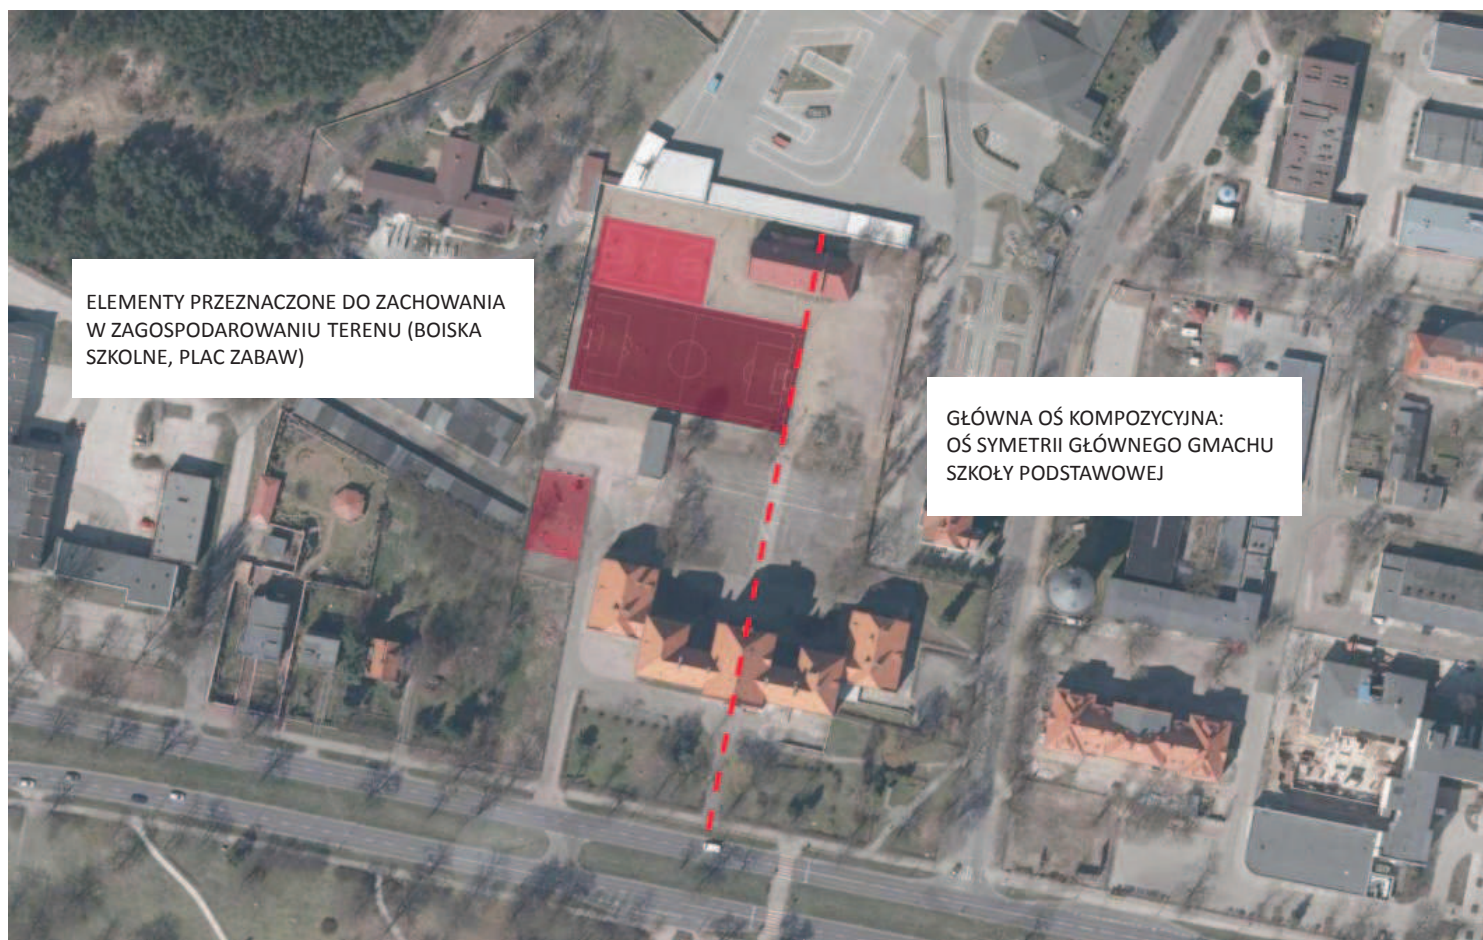 ELEMENTY PRZEZNACZONE DO ZACHOWANIA
W ZAGOSPODAROWANIU TERENU (BOISKA
SZKOLNE, PLAC ZABAW)
GŁÓWNA OŚ KOMPOZYCYJNA:
OŚ SYMETRII GŁÓWNEGO GMACHU
SZKOŁY PODSTAWOWEJ